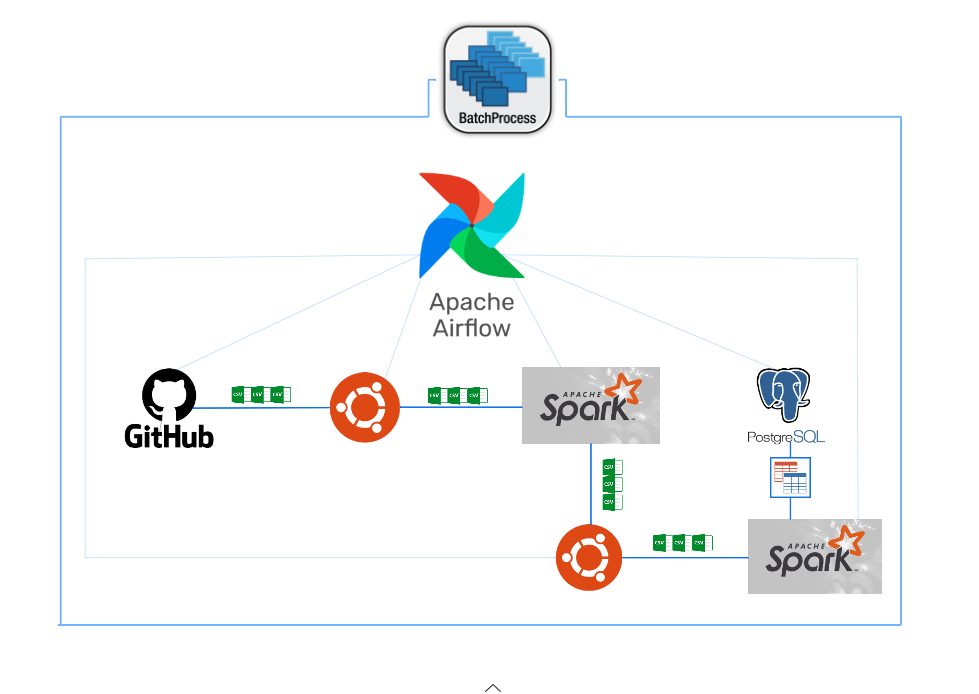 BatchProcess
Apache
Airflow
GitHub
CSV CSV CSV
CSV CSV CSV
APACHE
Spark
PostgreSQL
CSV
CSV
CSV
CSV CSV CSV
APACHE
Spark